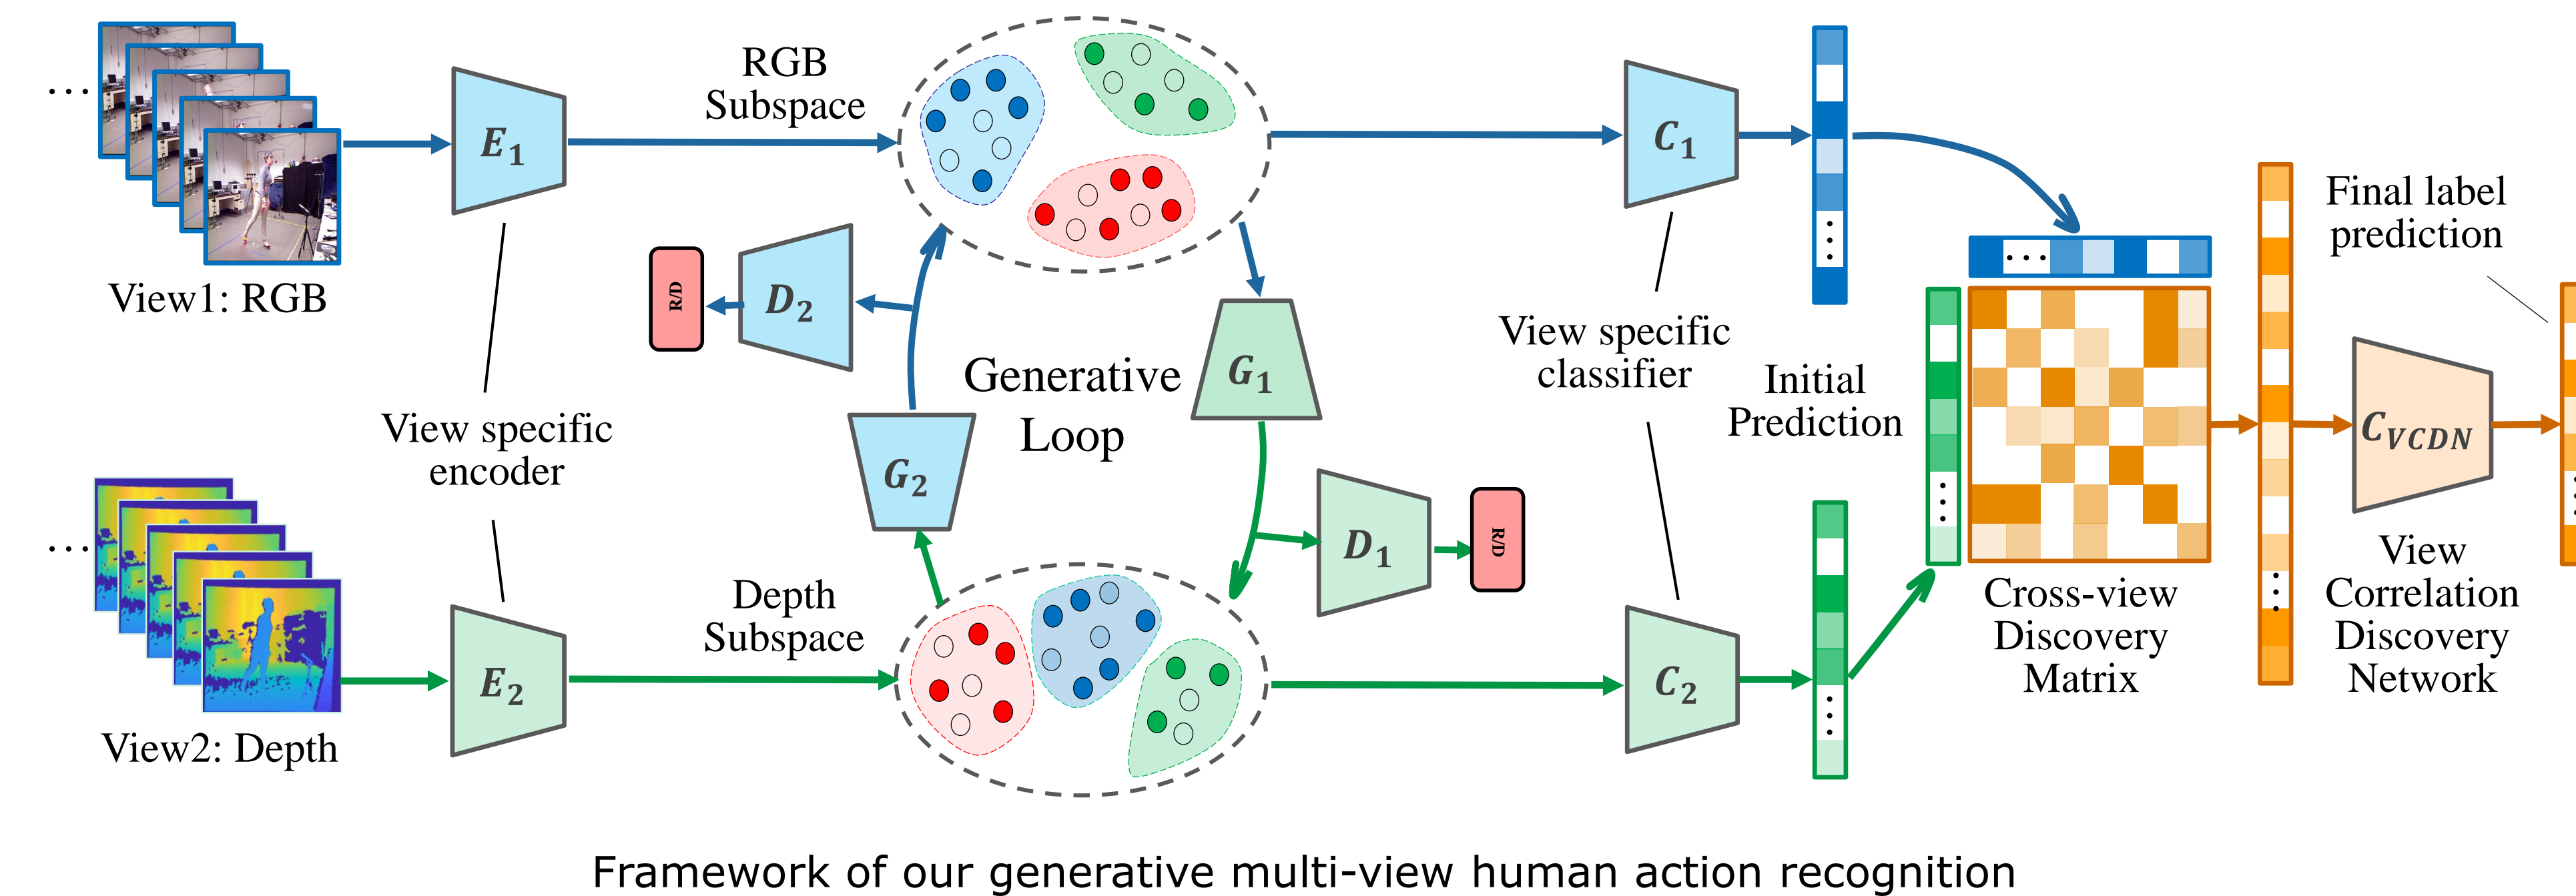 RGB
Subspace
...
E1
C1
View1: RGB
R/D
D2
Final label
prediction
...
G1
Generative
Loop
View specific
classifier
Initial
Prediction
View specific
encoder
G2
CVCDN
...
Depth
Subspace
D1
R/D
E2
C2
View2: Depth
Cross-view
Discovery
Matrix
View
Correlation
Discovery
Network
Framework of our generative multi-view human action recognition